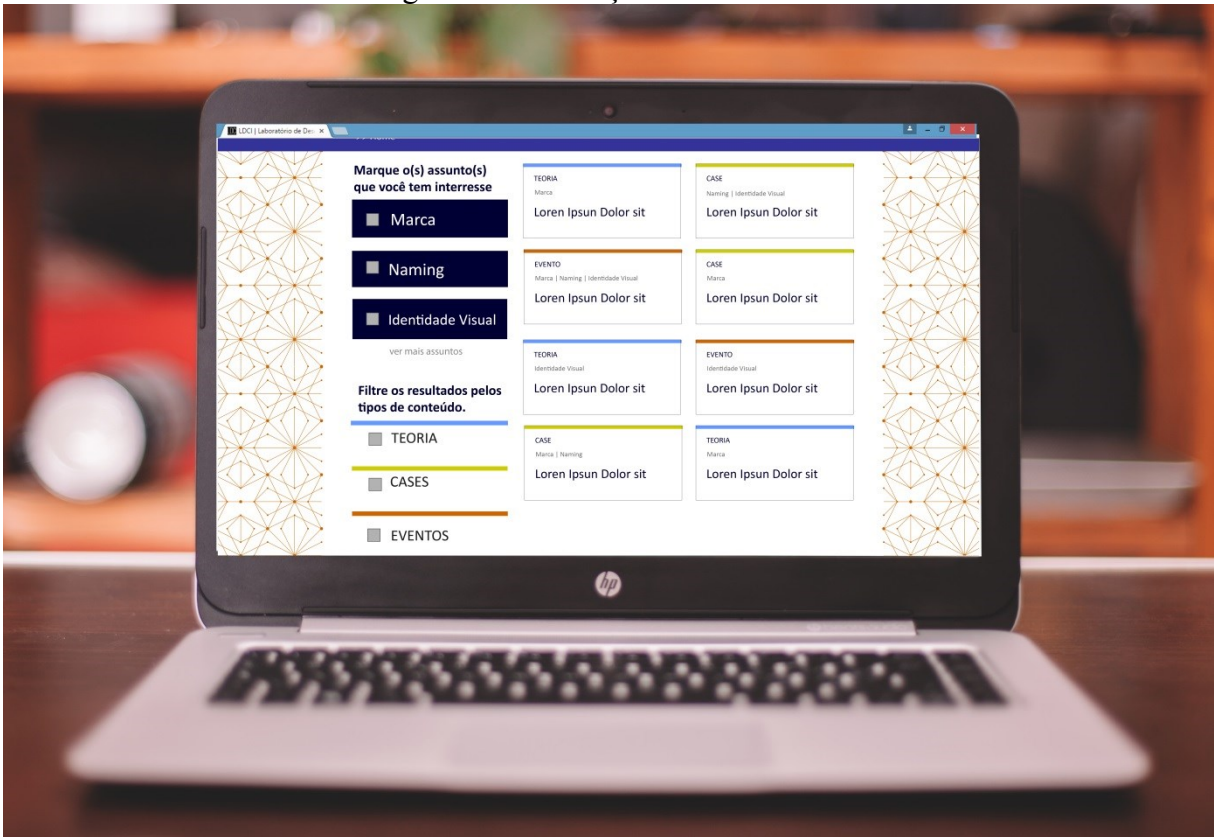 LDCI | Laboratório de Des
Marque o(s) assunto(s)
que você tem interresse
Marca
Naming
Identidade Visual
ver mais assuntos
Filtre os resultados pelos
tipos de conteúdo.
TEORIA
CASES
EVENTOS
TEORIA
Marca
Loren Ipsun Dolor sit
CASE
Naming | Identidade Visual
Loren Ipsun Dolor sit
EVENTO
Marca | Naming | Identidade Visual
Loren Ipsun Dolor sit
CASE
Marca
Loren Ipsun Dolor sit
TEORIA
Identidade Visual
Loren Ipsun Dolor sit
EVENTO
Identidade Visual
Loren Ipsun Dolor sit
CASE
Marca | Naming
Loren Ipsun Dolor sit
TEORIA
Marca
Loren Ipsun Dolor sit
hp